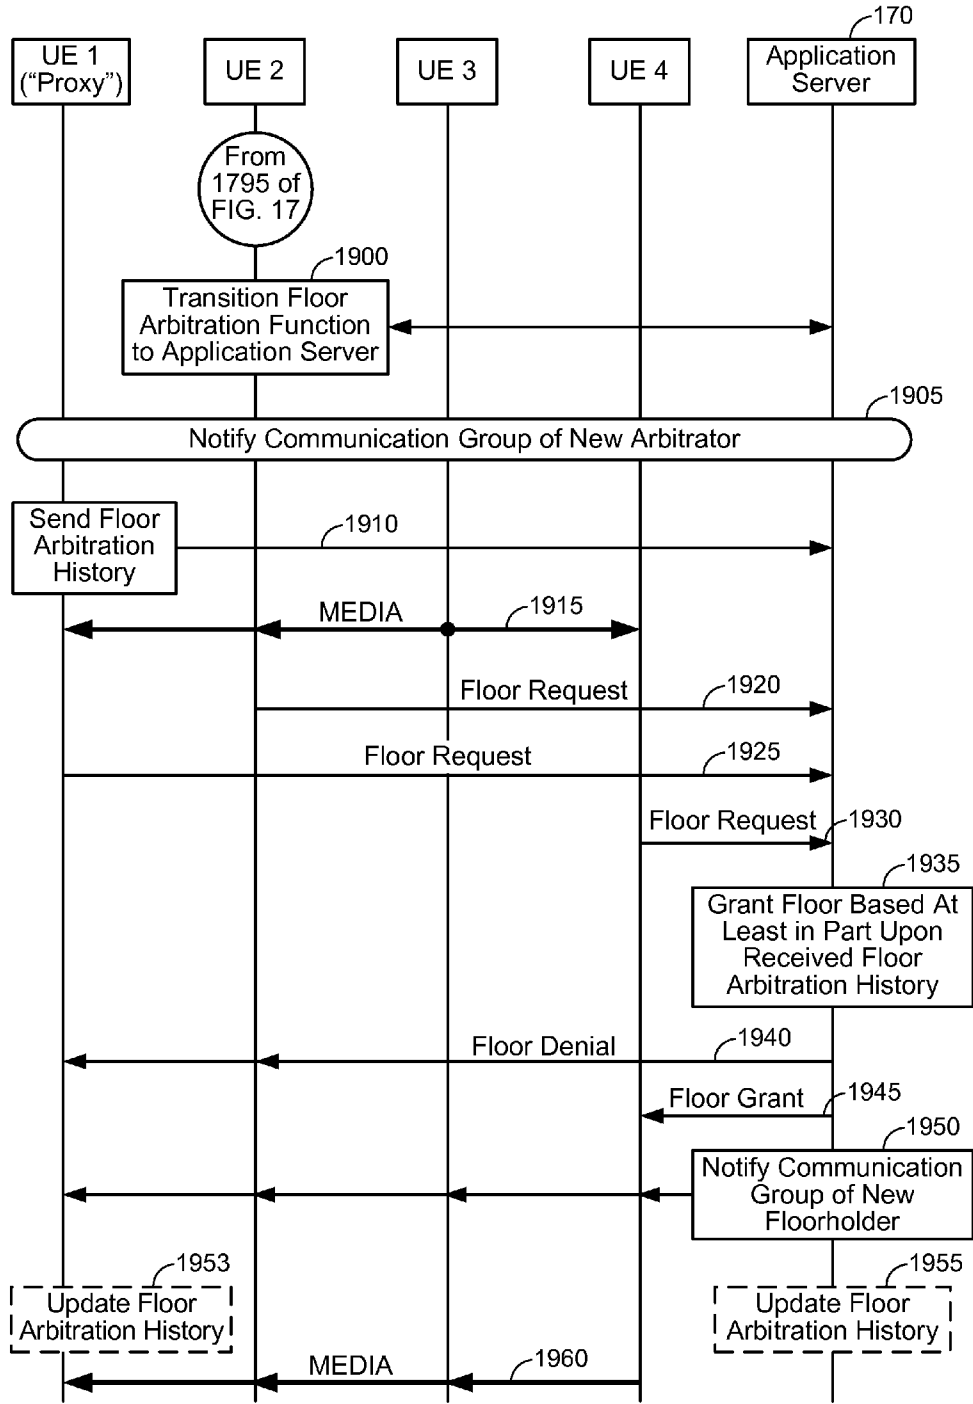 170
UE 1
("Proxy")
UE 2
UE 3
UE 4
Application
Server
From
1795 of
FIG. 17
1900
Transition Floor
Arbitration Function
to Application Server
1905
Notify Communication Group of New Arbitrator
Send Floor
Arbitration
History
1910
MEDIA
1915
Floor Request
1920
Floor Request
1925
Floor Request
1930
1935
Grant Floor Based At
Least in Part Upon
Received Floor
Arbitration History
Floor Denial
1940
Floor Grant
1945
1950
Notify Communication
Group of New
Floorholder
1953
Update Floor
Arbitration History
1955
Update Floor
Arbitration History
MEDIA
1960